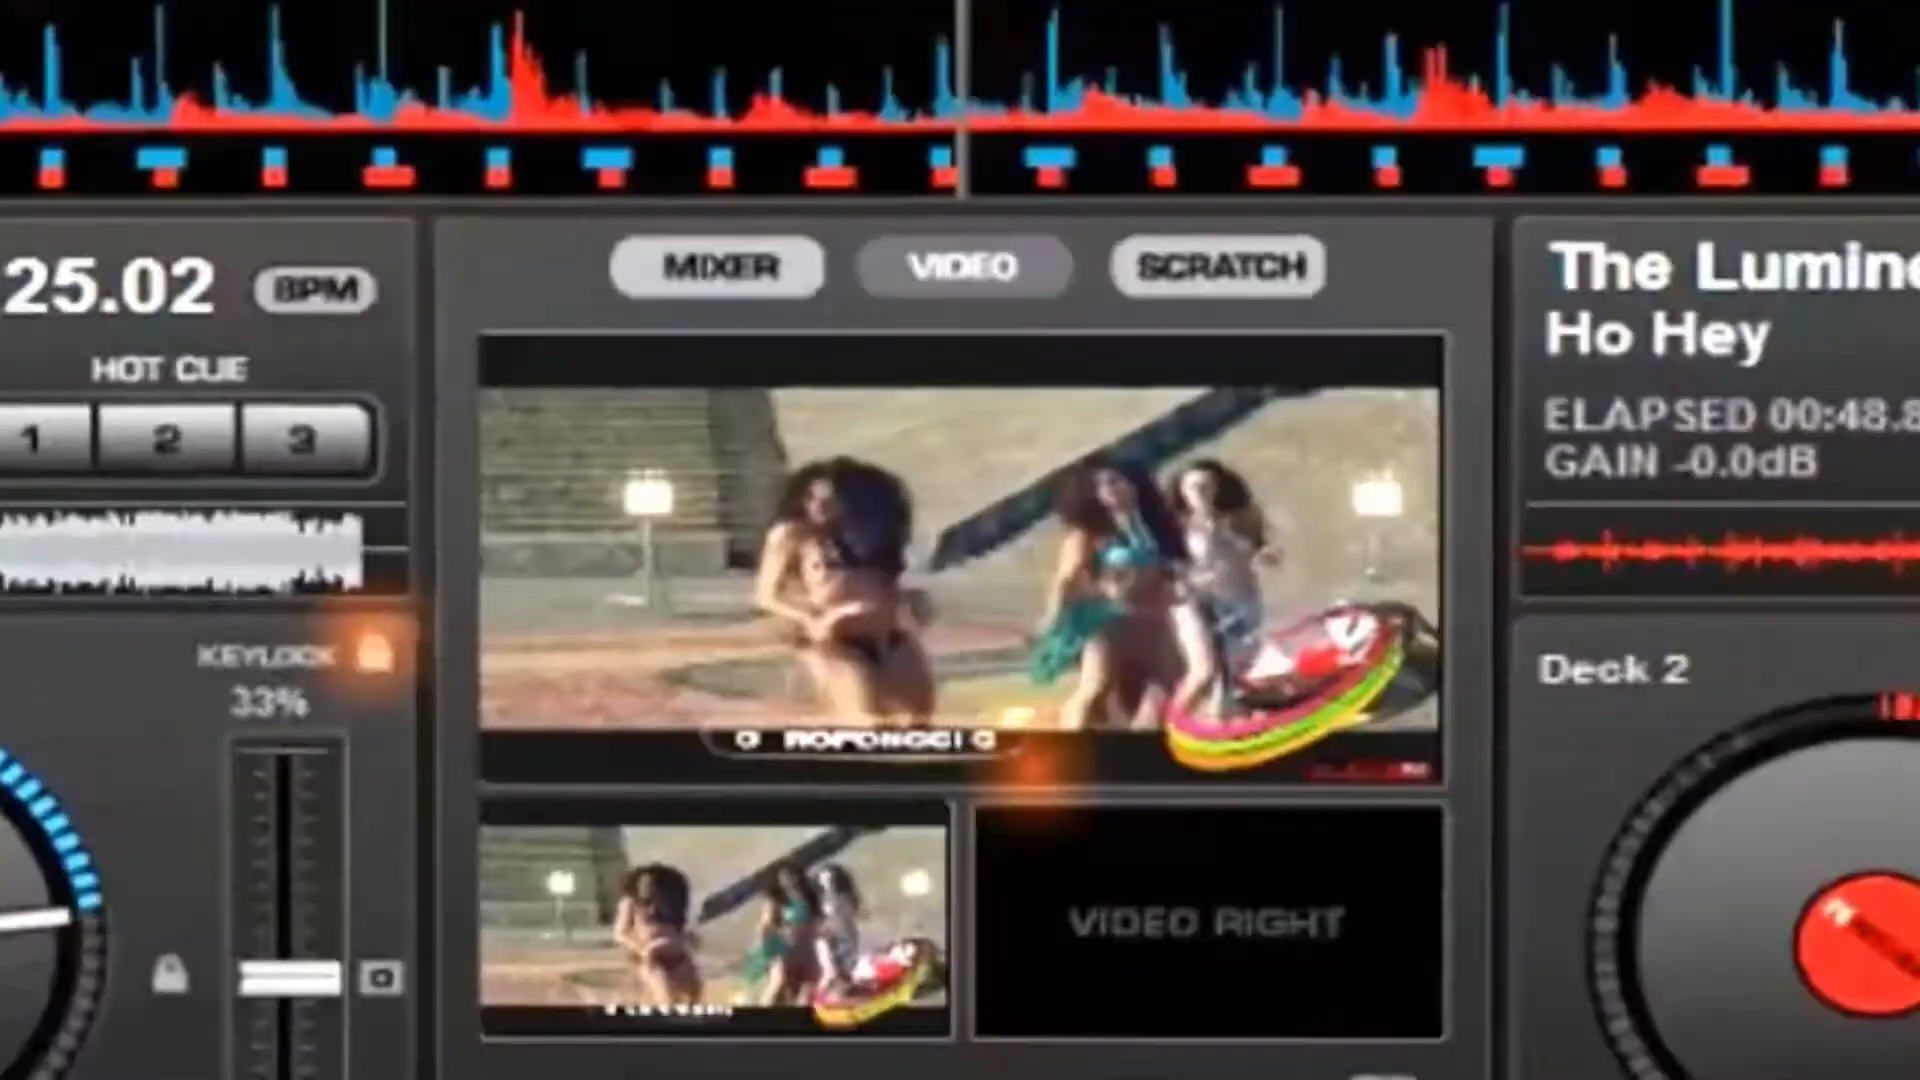 MIXER
VIDEO
SCRATCH
25.02 BPM
HOT CUE
1 2 3
KEYLOCK
33%
The Lumine
Ho Hey
ELAPSED 00:48.8
GAIN -0.0dB
Deck 2
VIDEO RIGHT